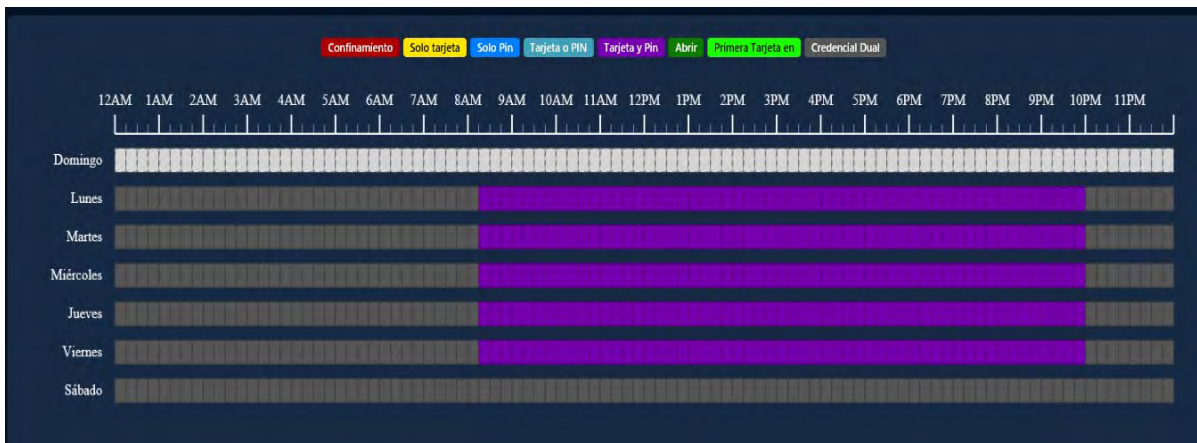 Confinamiento Solo tarjeta Solo Pin Tarjeta o PIN Tarjeta y Pin Abrir Primera Tarjeta en Credencial Dual
12AM 1AM 2AM 3AM 4AM 5AM 6AM 7AM 8AM 9AM 10AM 11AM 12PM 1PM 2PM 3PM 4PM 5PM 6PM 7PM 8PM 9PM 10PM 11PM
Domingo
Lunes
Martes
Miércoles
Jueves
Viernes
Sábado